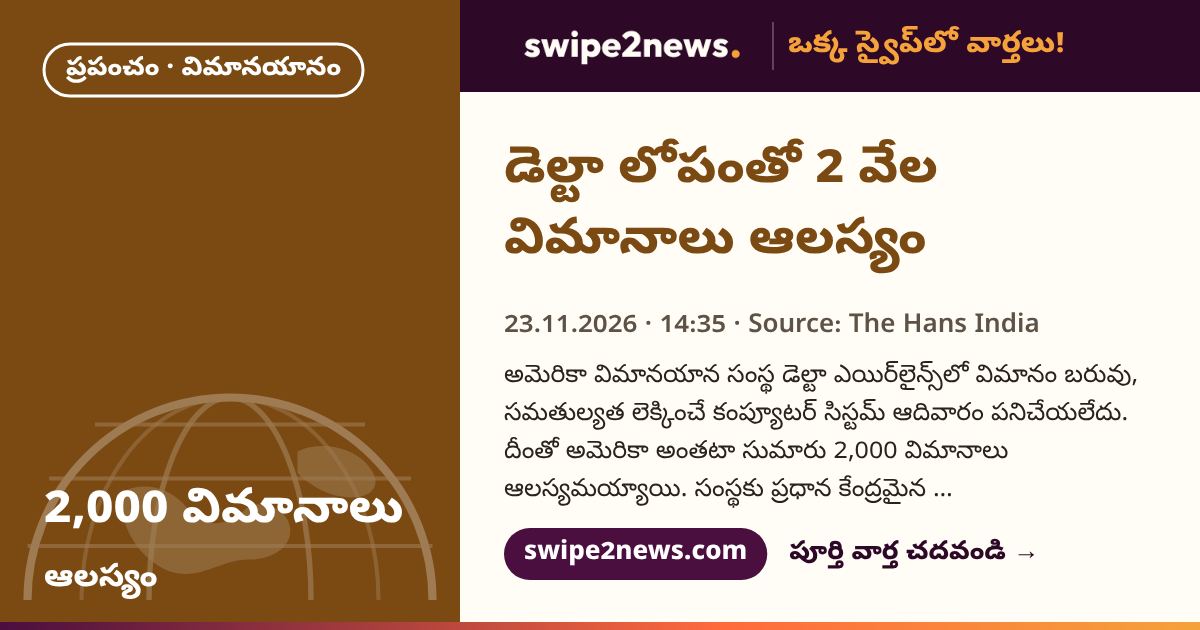 ప్రపంచం · విమానయానం
2,000 విమానాలు
ఆలస్యం
swipe2news.
ఒక్క స్వైప్‌లో వార్తలు!
డెల్టా లోపంతో 2 వేల
విమానాలు ఆలస్యం
23.11.2026 · 14:35 · Source: The Hans India
అమెరికా విమానయాన సంస్థ డెల్టా ఎయిర్‌లైన్స్‌లో విమానం బరువు,
సమతుల్యత లెక్కించే కంప్యూటర్ సిస్టమ్ ఆదివారం పనిచేయలేదు.
దీంతో అమెరికా అంతటా సుమారు 2,000 విమానాలు
ఆలస్యమయ్యాయి. సంస్థకు ప్రధాన కేంద్రమైన ...
swipe2news.com
పూర్తి వార్త చదవండి →